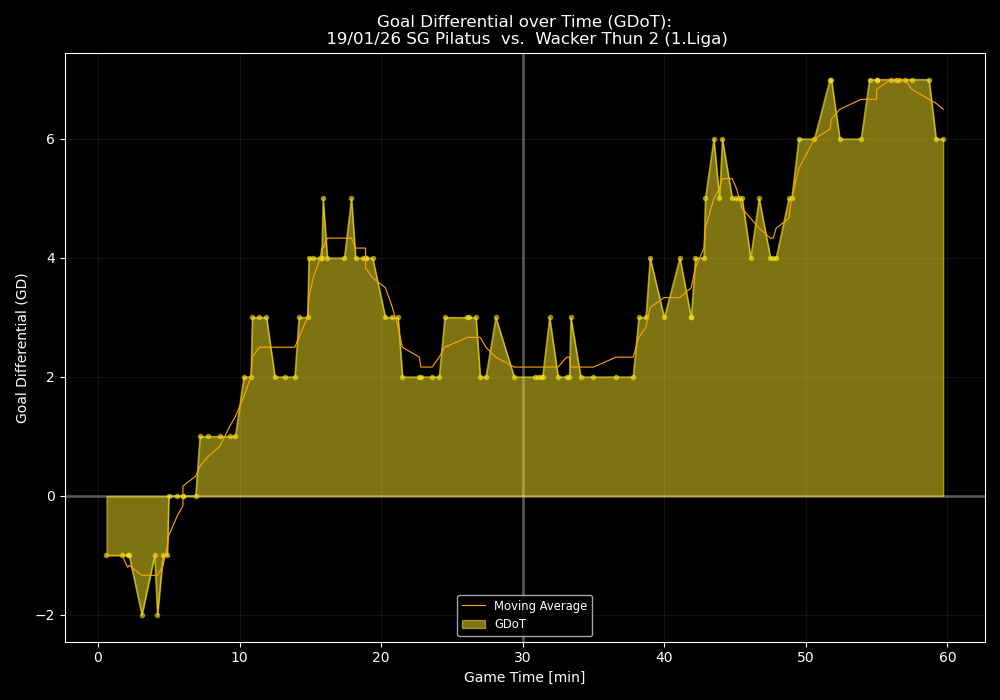 Goal Differential over Time (GDoT):
19/01/26 SG Pilatus  vs.  Wacker Thun 2 (1.Liga)
Goal Differential (GD)
6
4
2
0
−2
Moving Average
GDoT
0 10 20 30 40 50 60
Game Time [min]